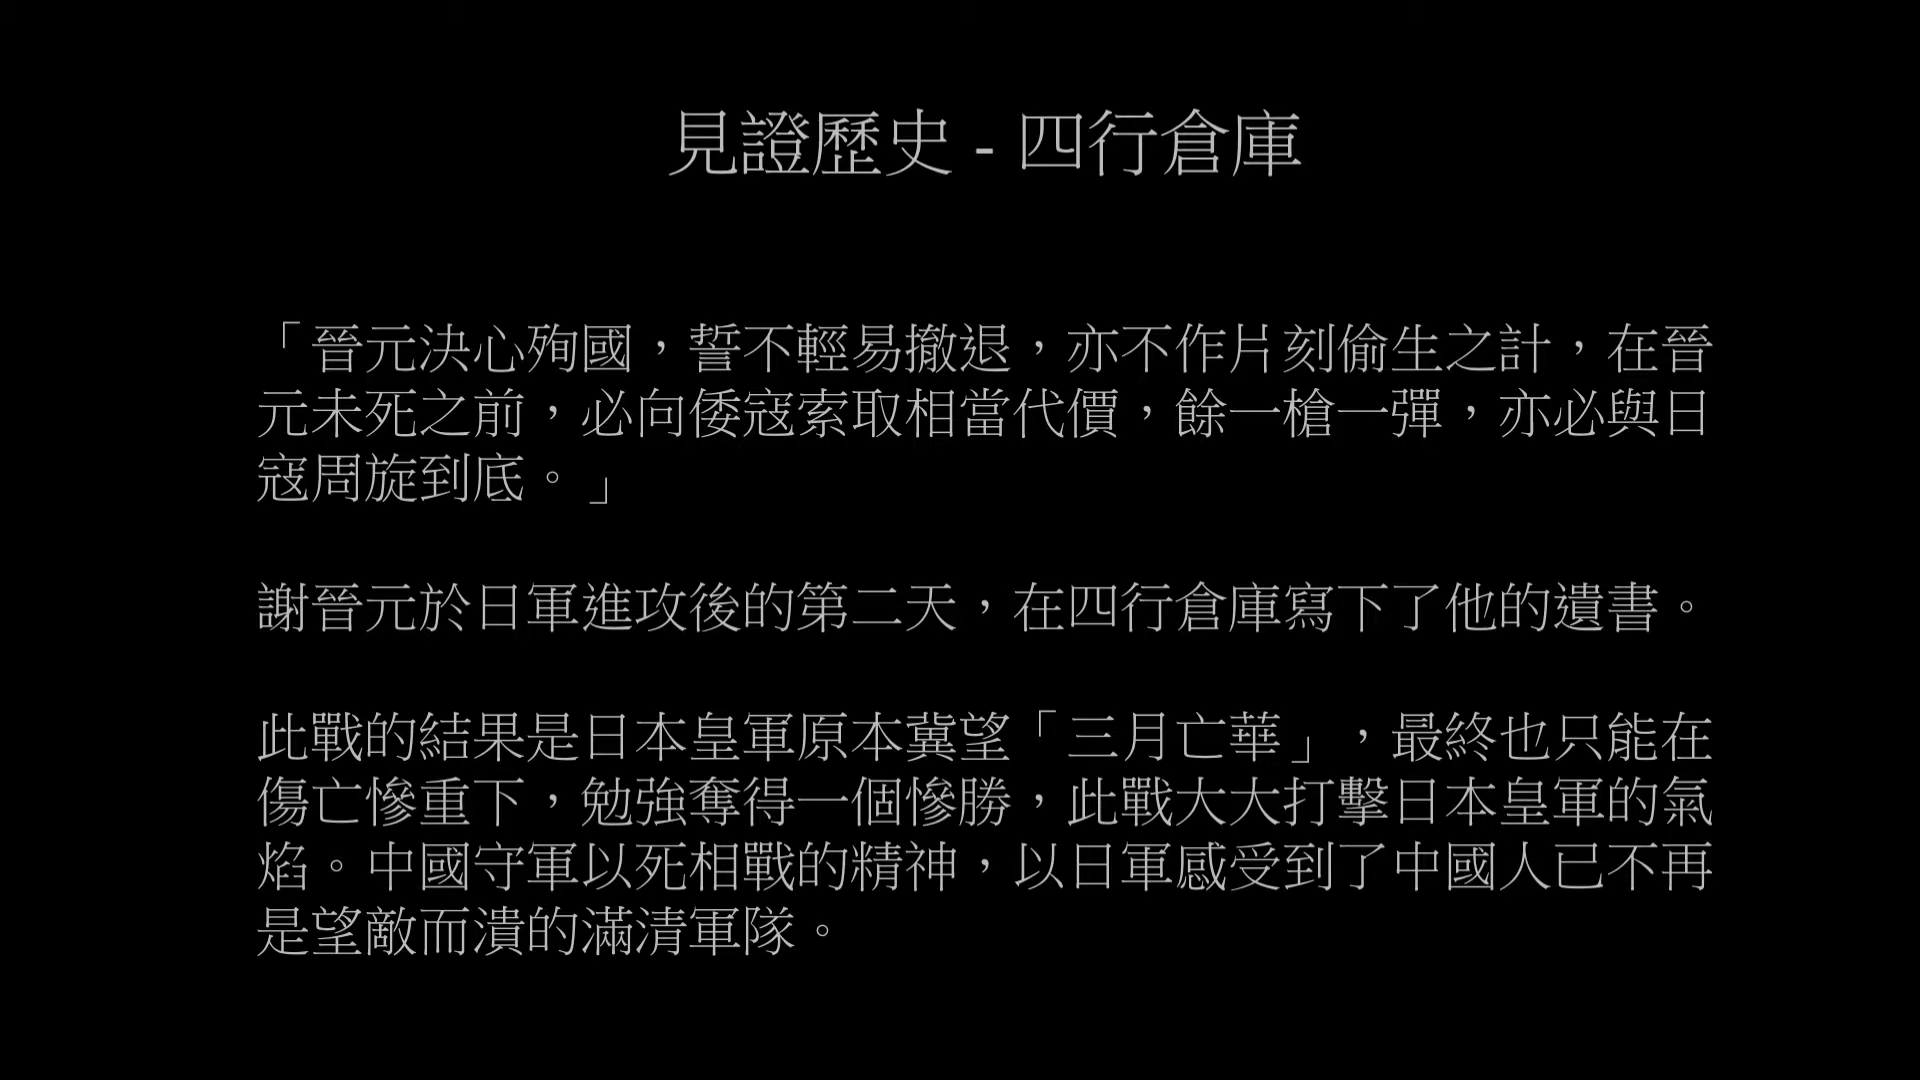 見證歷史 - 四行倉庫
「晉元決心殉國，誓不輕易撤退，亦不作片刻偷生之計，在晉
元未死之前，必向倭寇索取相當代價，餘一槍一彈，亦必與日
寇周旋到底。」
謝晉元於日軍進攻後的第二天，在四行倉庫寫下了他的遺書。
此戰的結果是日本皇軍原本冀望「三月亡華」，最終也只能在
傷亡慘重下，勉強奪得一個慘勝，此戰大大打擊日本皇軍的氣
焰。中國守軍以死相戰的精神，以日軍感受到了中國人已不再
是望敵而潰的滿清軍隊。